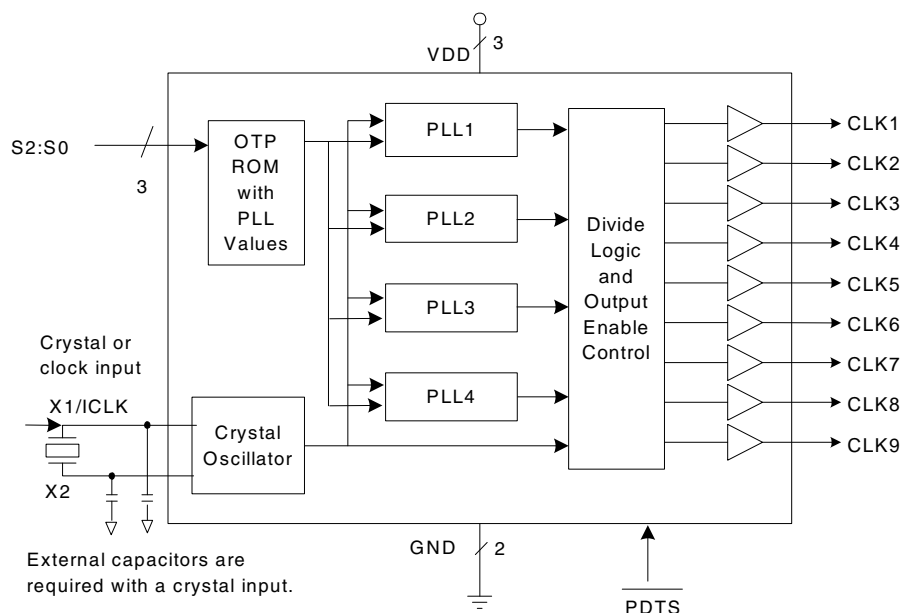 VDD
3
S2:S0
3
OTP
ROM
with
PLL
Values
PLL1
PLL2
PLL3
PLL4
Divide
Logic
and
Output
Enable
Control
CLK1
CLK2
CLK3
CLK4
CLK5
CLK6
CLK7
CLK8
CLK9
Crystal or
clock input
X1/ICLK
X2
Crystal
Oscillator
External capacitors are
required with a crystal input.
GND
2
PDTS